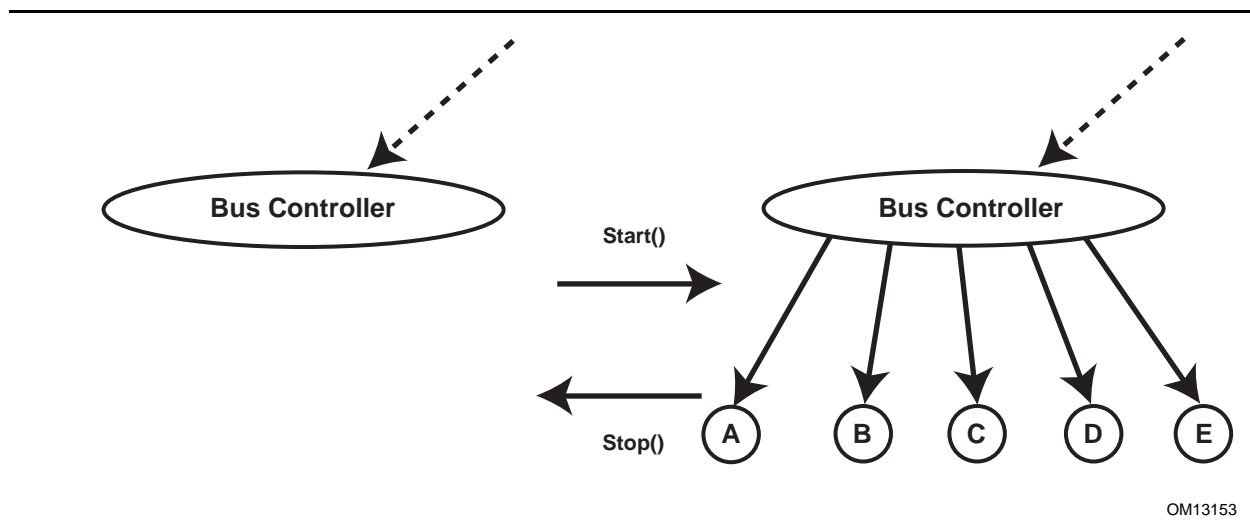 Bus Controller
Bus Controller
Start()
Stop()
A
B
C
D
E
OM13153